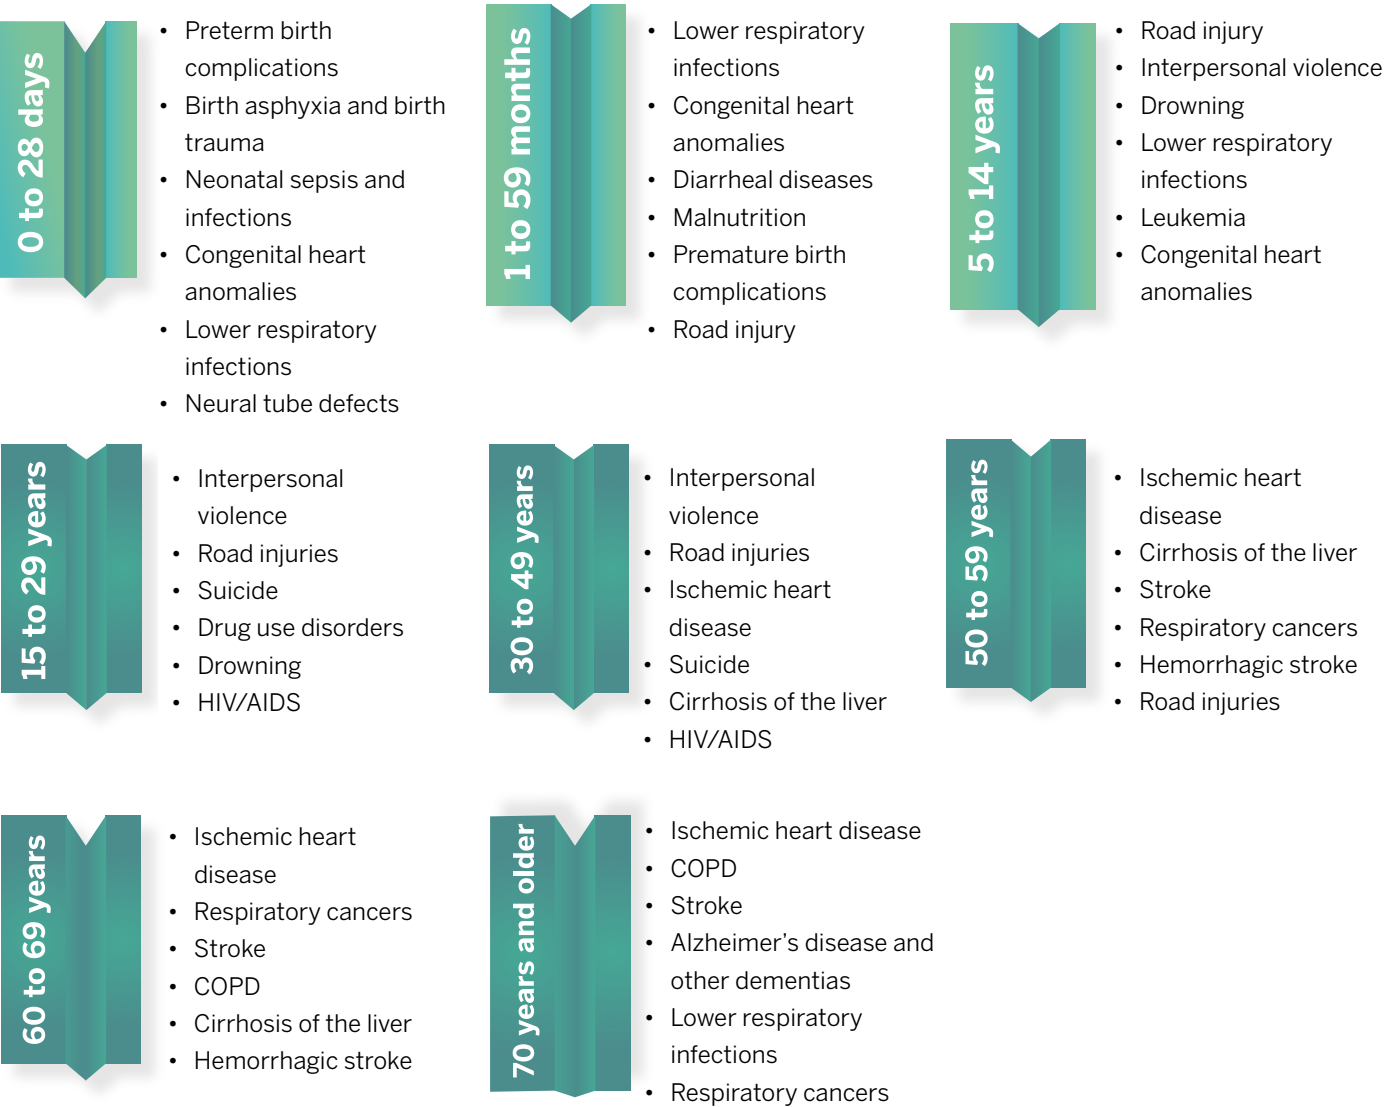 0 to 28 days
• Preterm birth
complications
• Birth asphyxia and birth
trauma
• Neonatal sepsis and
infections
• Congenital heart
anomalies
• Lower respiratory
infections
• Neural tube defects
1 to 59 months
• Lower respiratory
infections
• Congenital heart
anomalies
• Diarrheal diseases
• Malnutrition
• Premature birth
complications
• Road injury
5 to 14 years
• Road injury
• Interpersonal violence
• Drowning
• Lower respiratory
infections
• Leukemia
• Congenital heart
anomalies
15 to 29 years
• Interpersonal
violence
• Road injuries
• Suicide
• Drug use disorders
• Drowning
• HIV/AIDS
30 to 49 years
• Interpersonal
violence
• Road injuries
• Ischemic heart
disease
• Suicide
• Cirrhosis of the liver
• HIV/AIDS
50 to 59 years
• Ischemic heart
disease
• Cirrhosis of the liver
• Stroke
• Respiratory cancers
• Hemorrhagic stroke
• Road injuries
60 to 69 years
• Ischemic heart
disease
• Respiratory cancers
• Stroke
• COPD
• Cirrhosis of the liver
• Hemorrhagic stroke
70 years and older
• Ischemic heart disease
• COPD
• Stroke
• Alzheimer's disease and
other dementias
• Lower respiratory
infections
• Respiratory cancers